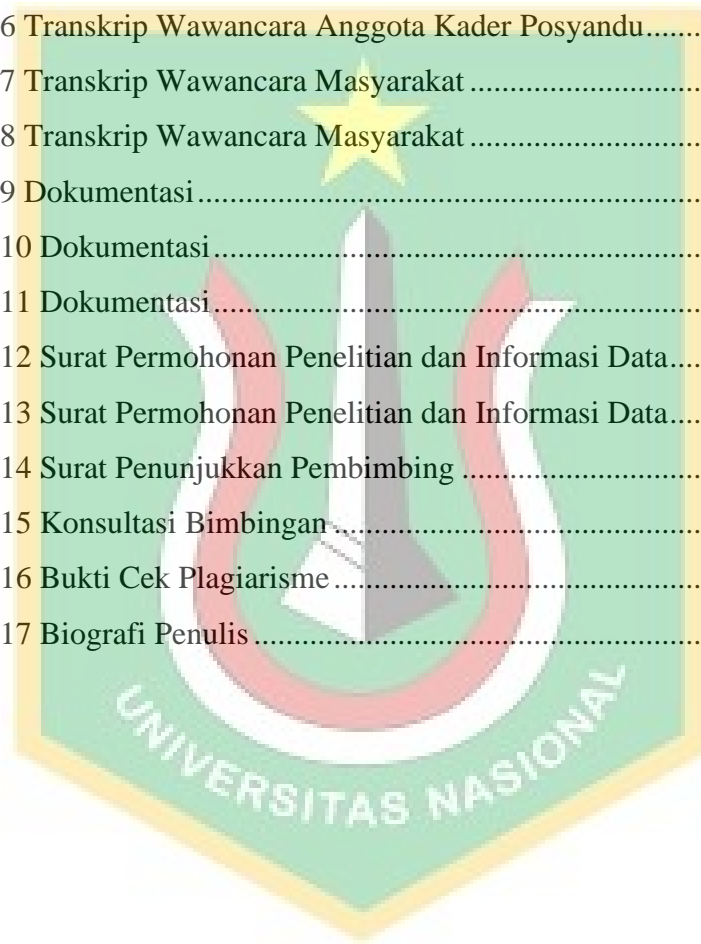 6 Transkrip Wawancara Anggota Kader Posyandu.......
7 Transkrip Wawancara Masyarakat ............................
8 Transkrip Wawancara Masyarakat ............................
9 Dokumentasi.............................................................
10 Dokumentasi...........................................................
11 Dokumentasi...........................................................
12 Surat Permohonan Penelitian dan Informasi Data....
13 Surat Permohonan Penelitian dan Informasi Data....
14 Surat Penunjukkan Pembimbing ..........................
15 Konsultasi Bimbingan.............................................
16 Bukti Cek Plagiarisme............................................
17 Biografi Penulis......................................................
UNIVERSITAS NASIONAL